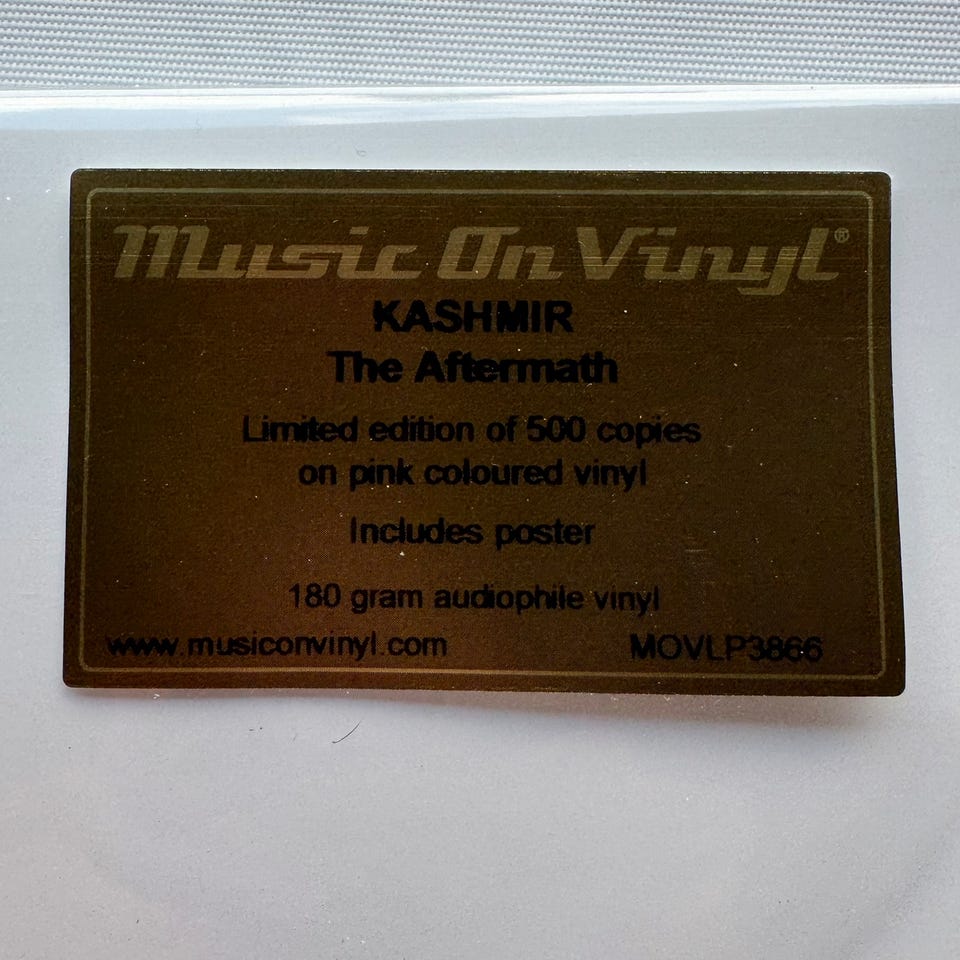 Music On Vinyl®
KASHMIR
The Aftermath
Limited edition of 500 copies
on pink coloured vinyl
Includes poster
180 gram audiophile vinyl
www.musiconvinyl.com MOVLP3866